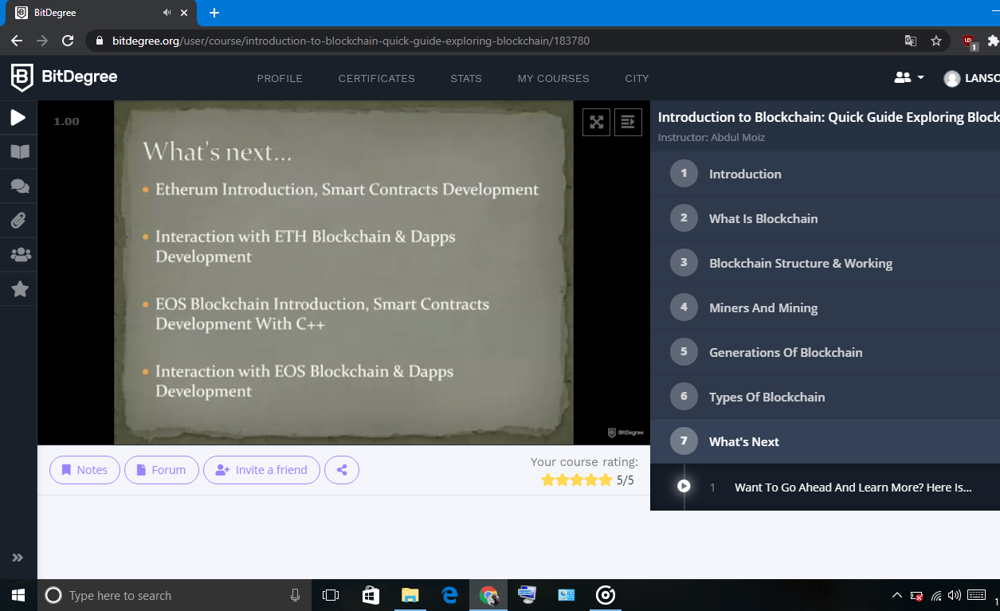 BitDegree
bitdegree.org/user/course/introduction-to-blockchain-quick-guide-exploring-blockchain/183780
UO
1
BitDegree
PROFILE
CERTIFICATES
STATS
MY COURSES
CITY
LANSO
1.00
What's next...
Etherum Introduction, Smart Contracts Development
Interaction with ETH Blockchain & Dapps
Development
EOS Blockchain Introduction, Smart Contracts
Development With C++
Interaction with EOS Blockchain & Dapps
Development
BitDegree
Introduction to Blockchain: Quick Guide Exploring Block
Instructor: Abdul Moiz
1 Introduction
2 What Is Blockchain
3 Blockchain Structure & Working
4 Miners And Mining
5 Generations Of Blockchain
6 Types Of Blockchain
7 What's Next
1 Want To Go Ahead And Learn More? Here Is...
Notes
Forum
Invite a friend
Your course rating:
5/5
Type here to search
1